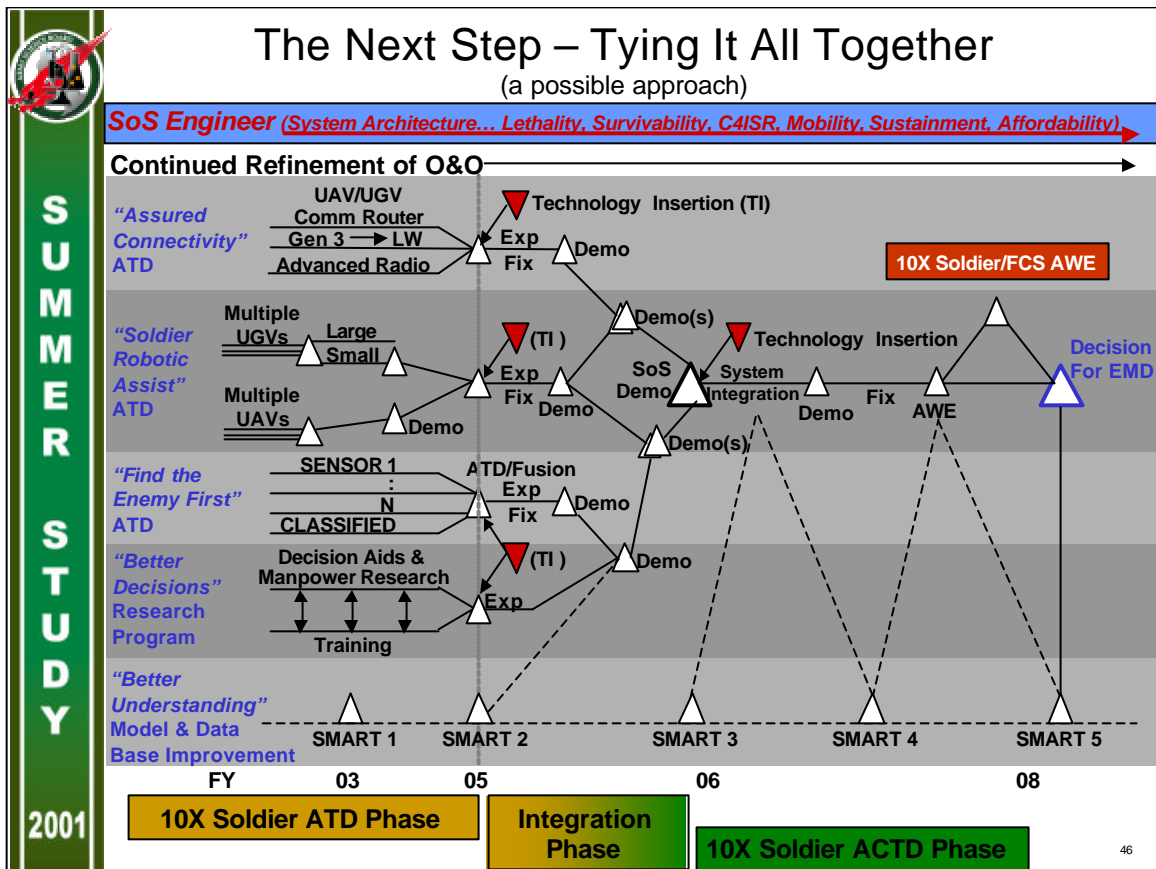 The Next Step – Tying It All Together
(a possible approach)
SoS Engineer (System Architecture… Lethality, Survivability, C4ISR, Mobility, Sustainment, Affordability)
Continued Refinement of O&O
SUMMER STUDY
2001
"Assured
Connectivity"
ATD
UAV/UGV
Comm Router
Gen 3 → LW
Advanced Radio
Technology Insertion (TI)
Exp
Fix
Demo
10X Soldier/FCS AWE
"Soldier
Robotic
Assist"
ATD
Multiple
UGVs
Large
Small
Multiple
UAVs
Demo
(TI )
Exp
Fix
Demo
Demo(s)
SoS
Demo
Technology Insertion
System
Integration
Demo(s)
Demo
Fix
AWE
Decision
For EMD
"Find the
Enemy First"
ATD
SENSOR 1
:
N
CLASSIFIED
ATD/Fusion
Exp
Fix
Demo
"Better
Decisions"
Research
Program
Decision Aids &
Manpower Research
Training
(TI )
Exp
Demo
"Better
Understanding"
Model & Data
Base Improvement
SMART 1
SMART 2
SMART 3
SMART 4
SMART 5
FY
03
05
06
08
10X Soldier ATD Phase
Integration
Phase
10X Soldier ACTD Phase
46